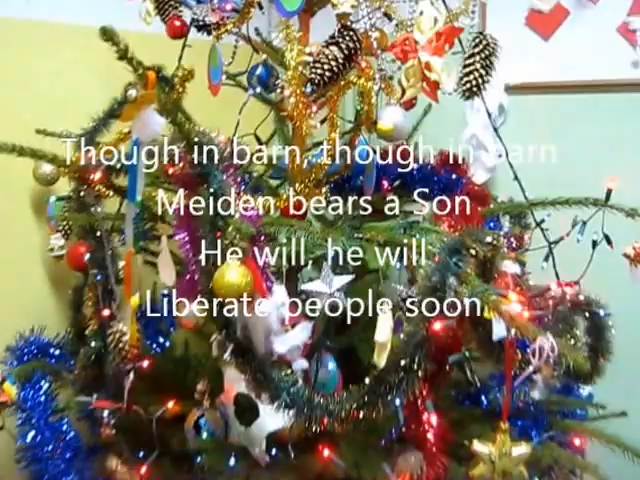 Though in barn, though in barn
Meiden bears a Son
He will, he will
Liberate people soon